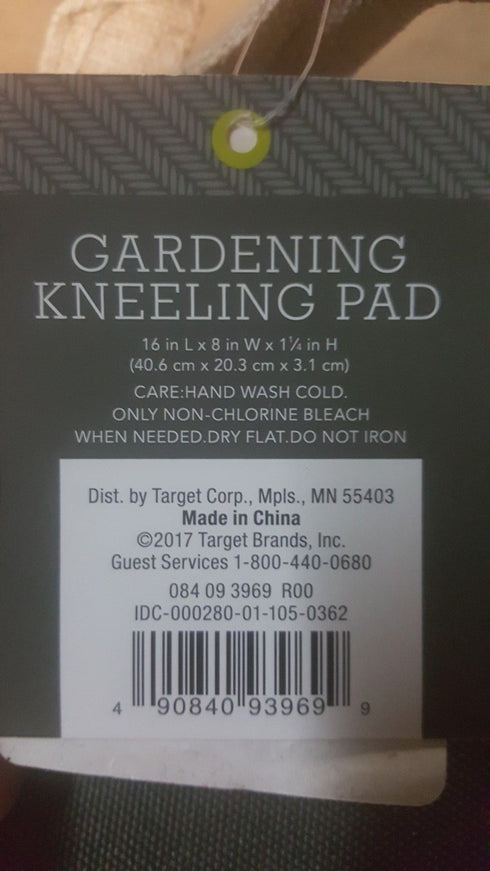 GARDENING
KNEELING PAD
16 in L x 8 in W x 1¼ in H
(40.6 cm x 20.3 cm x 3.1 cm)
CARE:HAND WASH COLD.
ONLY NON-CHLORINE BLEACH
WHEN NEEDED.DRY FLAT.DO NOT IRON
Dist. by Target Corp., Mpls., MN 55403
Made in China
©2017 Target Brands, Inc.
Guest Services 1-800-440-0680
084 09 3969 R00
IDC-000280-01-105-0362
4 90840 93969 9